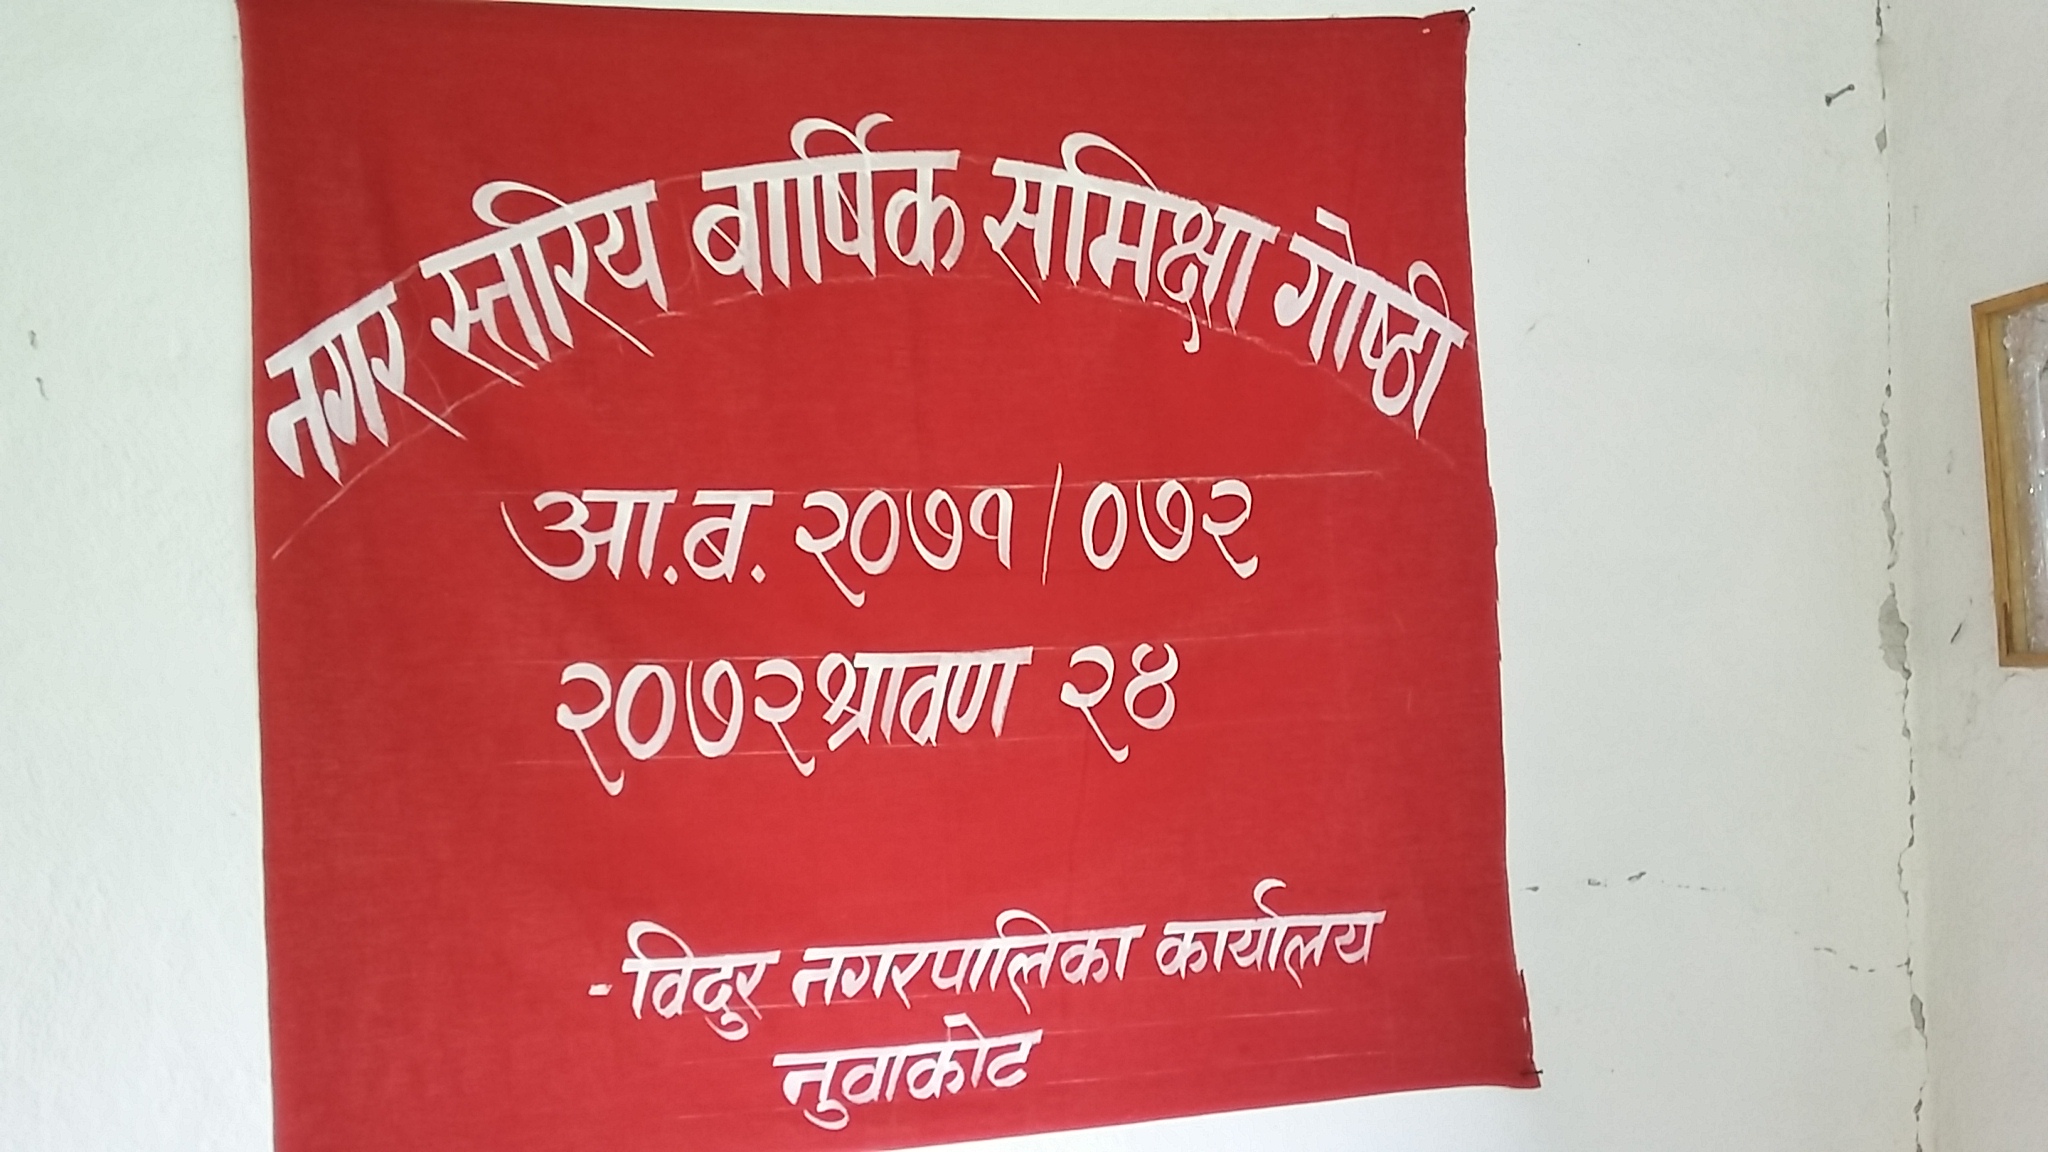 नगर स्तरिय बार्षिक समिक्षा गोष्ठी
आ.ब. २०७१/०७२
२०७२ श्रावण २४
- विदुर नगरपालिका कार्यालय
नुवाकोट